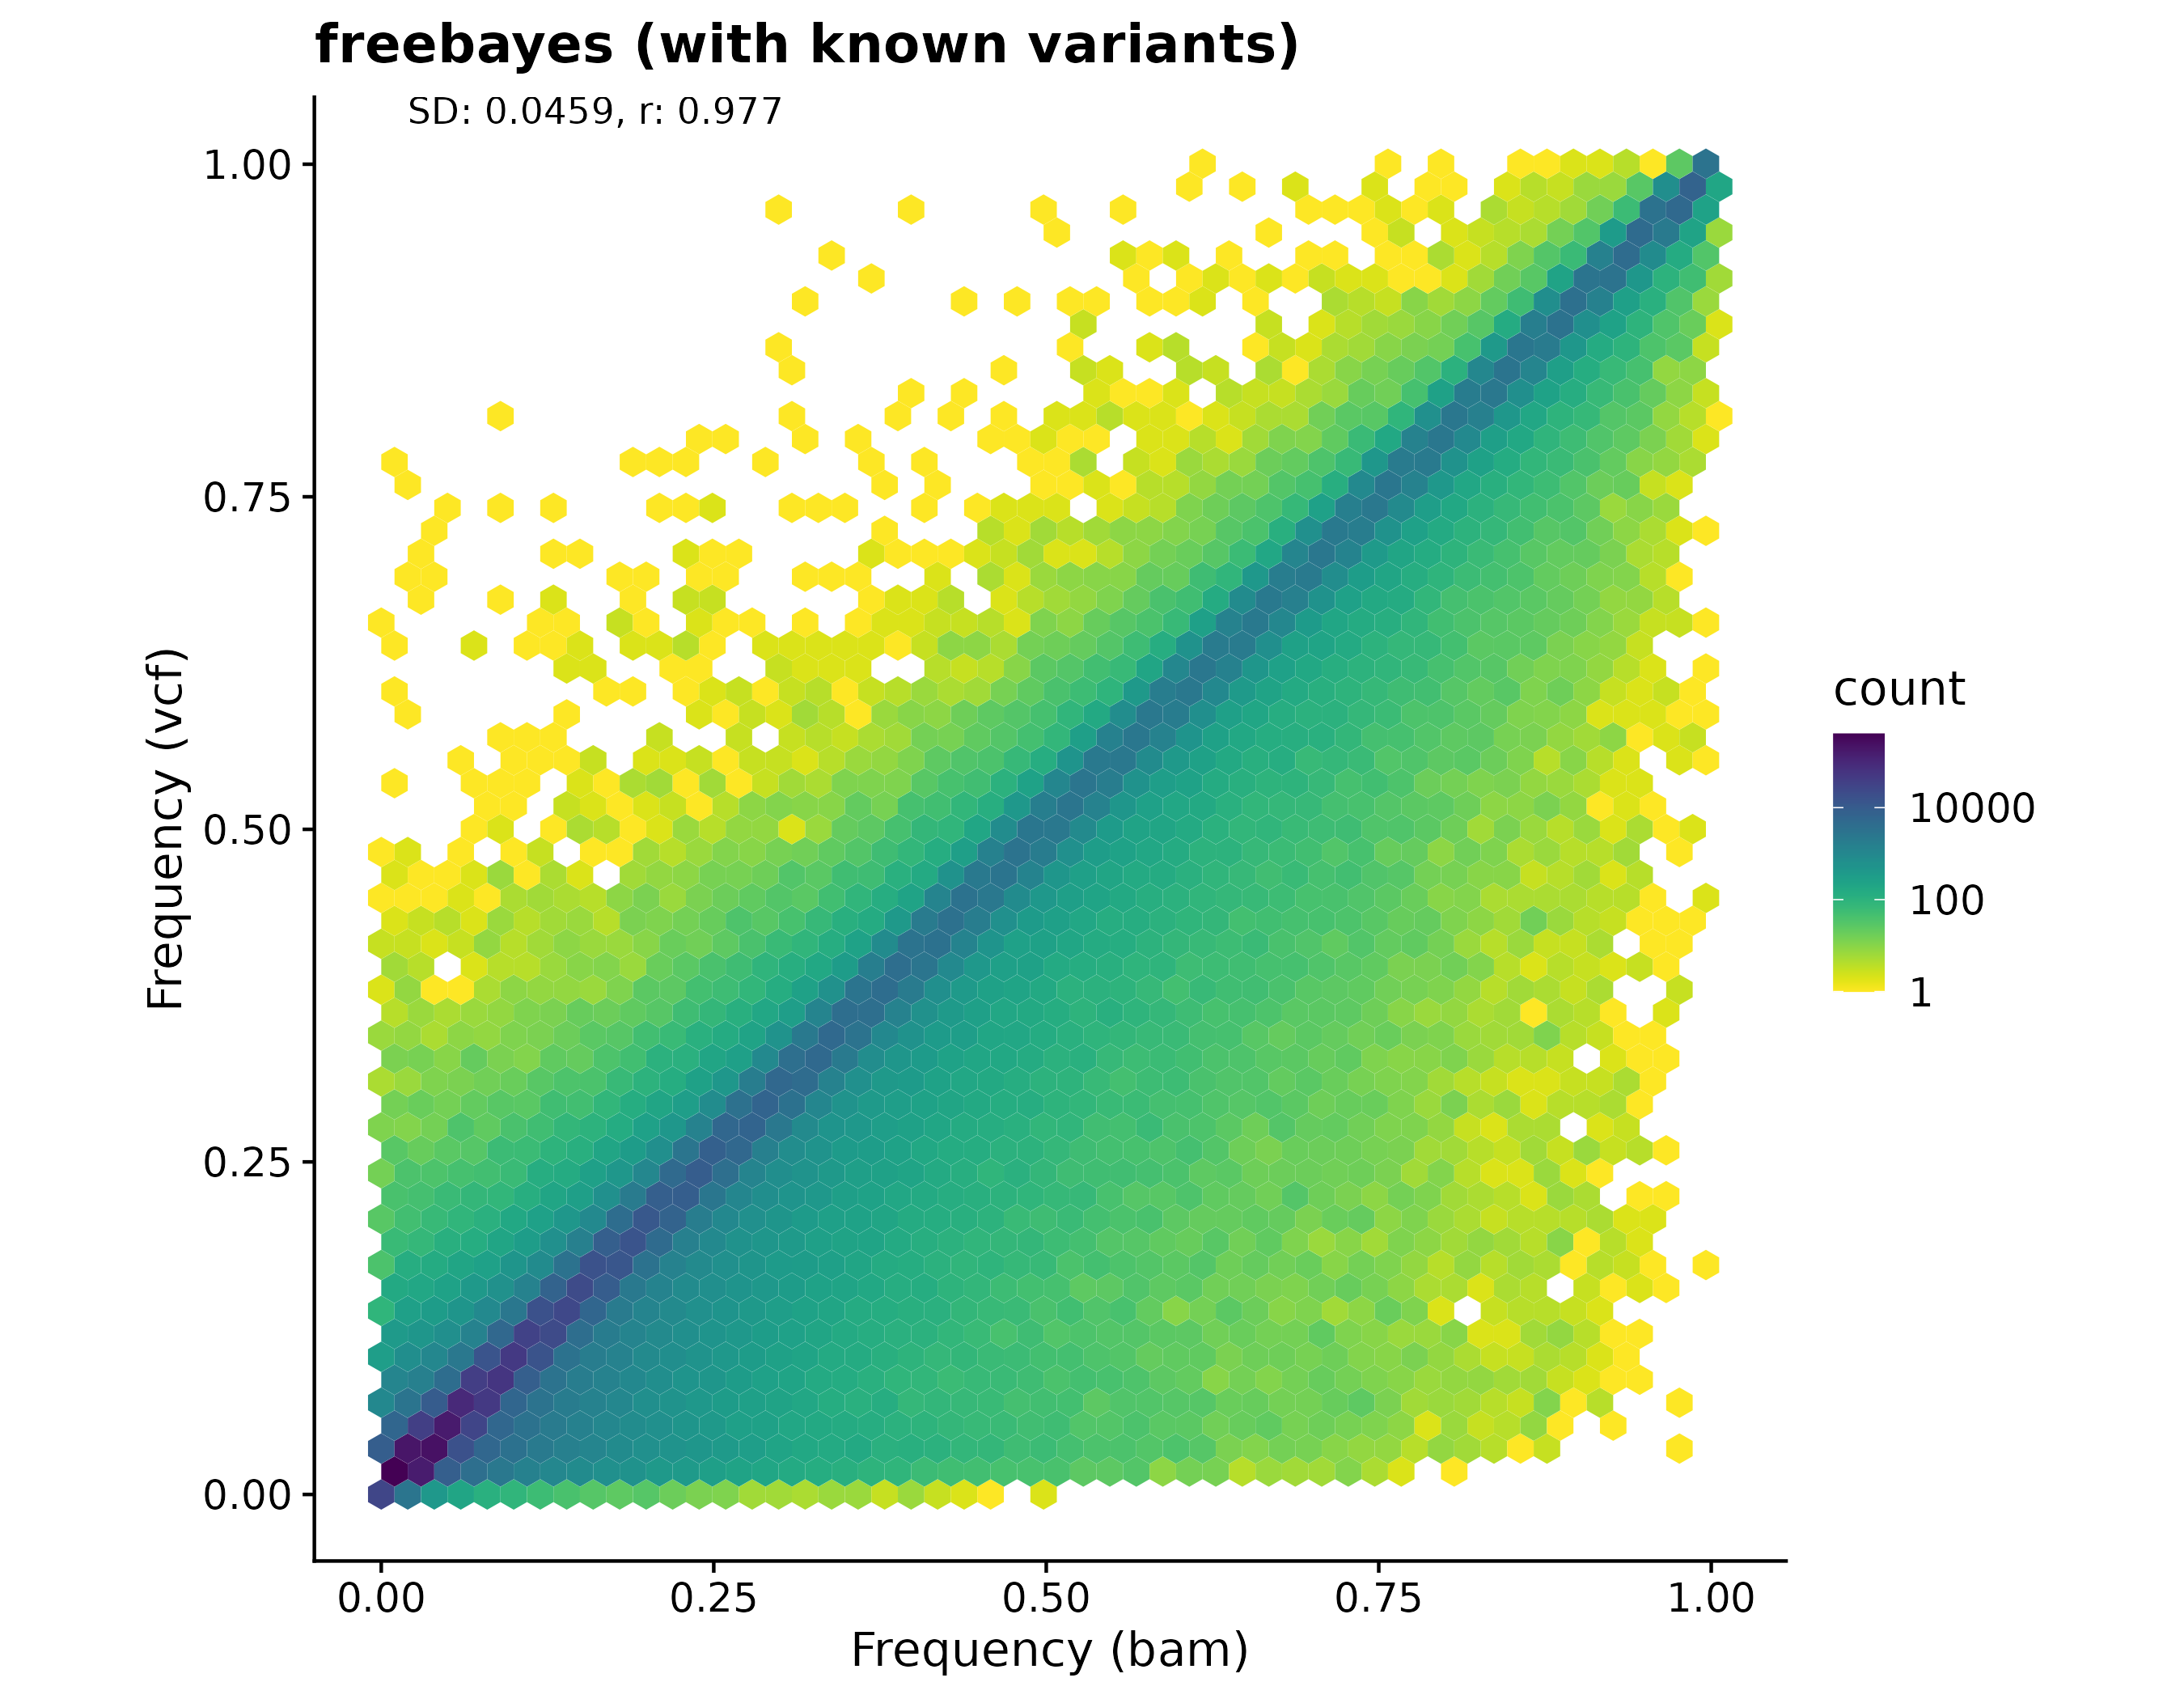 freebayes (with known variants)
SD: 0.0459, r: 0.977
1.00
0.75
0.50
0.25
0.00
Frequency (vcf)
0.00 0.25 0.50 0.75 1.00
Frequency (bam)
count
10000
100
1